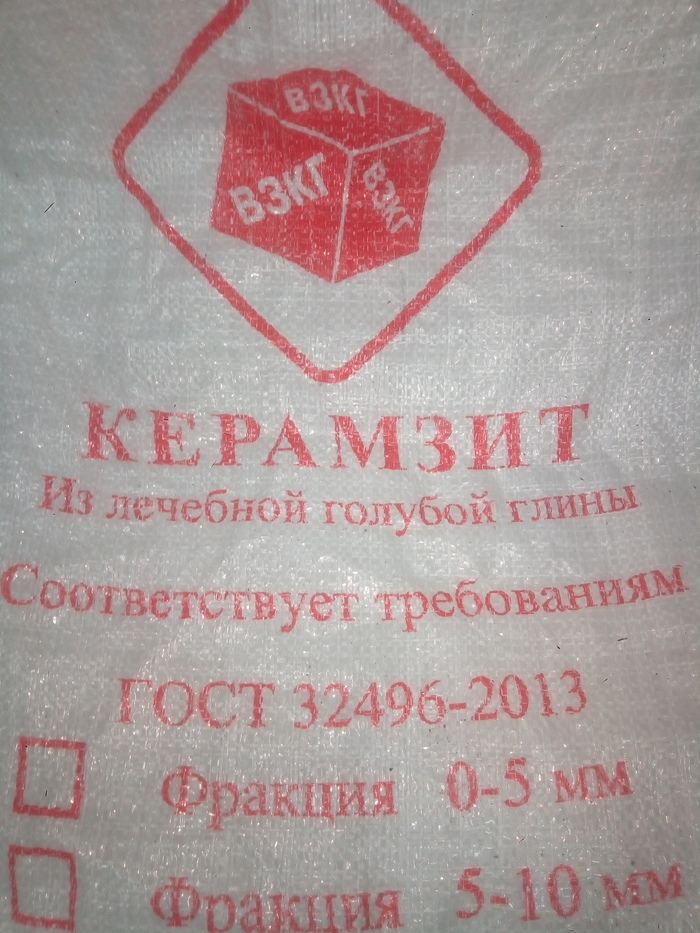 ВЗКГ
ВЗКГ
ВЗКГ
КЕРАМЗИТ
Из лечебной голубой глины
Соответствует требованиям
ГОСТ 32496-2013
Фракция 0-5 мм
Фракция 5-10 мм